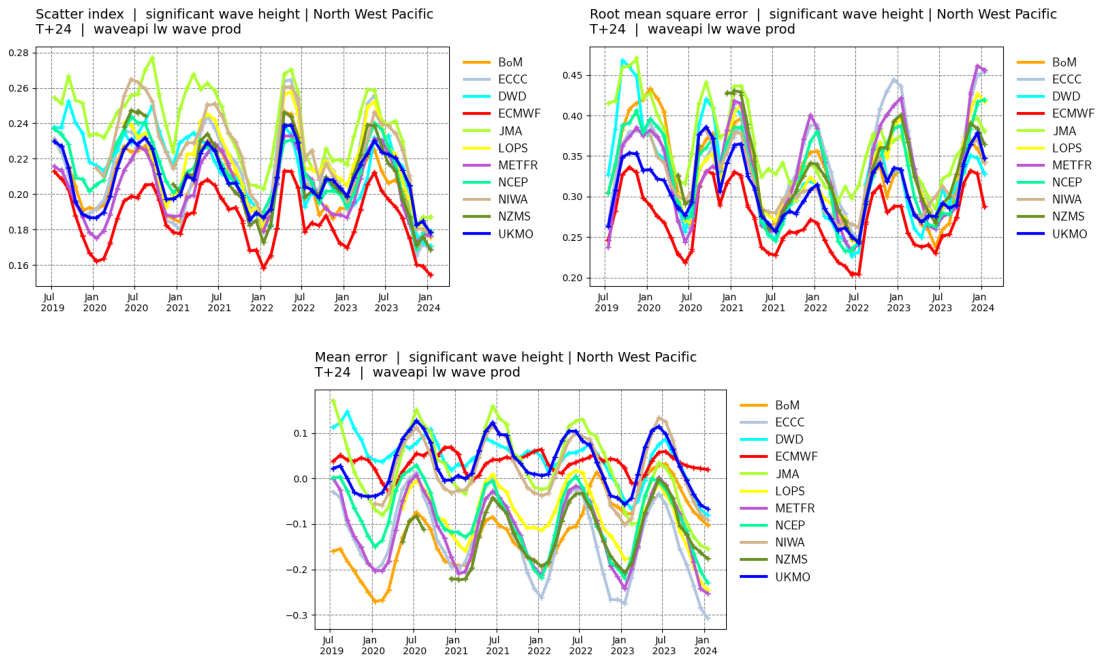 Scatter index | significant wave height | North West Pacific
T+24 | waveapi lw wave prod
0.28
0.26
0.24
0.22
0.20
0.18
0.16
Jul 2019
Jan 2020
Jul 2020
Jan 2021
Jul 2021
Jan 2022
Jul 2022
Jan 2023
Jul 2023
Jan 2024
BoM
ECCC
DWD
ECMWF
JMA
LOPS
METFR
NCEP
NIWA
NZMS
UKMO
Root mean square error | significant wave height | North West Pacific
T+24 | waveapi lw wave prod
0.45
0.40
0.35
0.30
0.25
0.20
Jul 2019
Jan 2020
Jul 2020
Jan 2021
Jul 2021
Jan 2022
Jul 2022
Jan 2023
Jul 2023
Jan 2024
BoM
ECCC
DWD
ECMWF
JMA
LOPS
METFR
NCEP
NIWA
NZMS
UKMO
Mean error | significant wave height | North West Pacific
T+24 | waveapi lw wave prod
0.1
0.0
−0.1
−0.2
−0.3
Jul 2019
Jan 2020
Jul 2020
Jan 2021
Jul 2021
Jan 2022
Jul 2022
Jan 2023
Jul 2023
Jan 2024
BoM
ECCC
DWD
ECMWF
JMA
LOPS
METFR
NCEP
NIWA
NZMS
UKMO